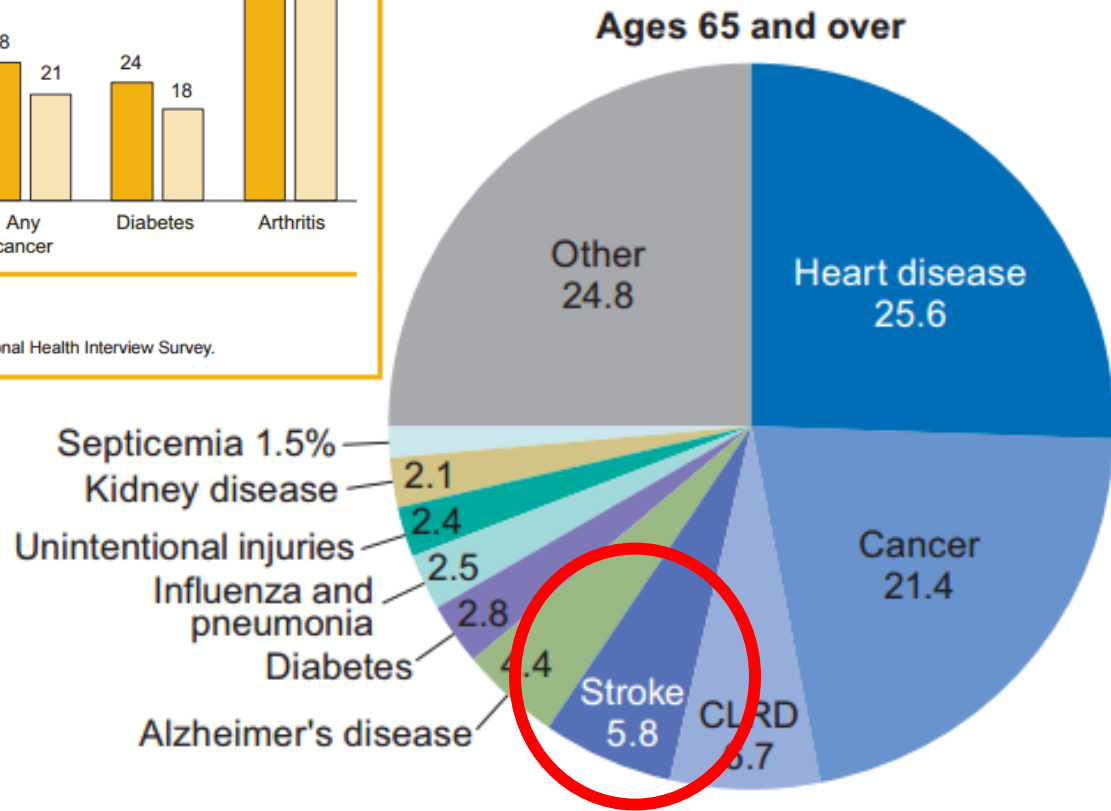 Ages 65 and over
21
24
18
Any
cancer
Diabetes
Arthritis
Health Interview Survey.
Other
24.8
Heart disease
25.6
Cancer
21.4
CLRD
6.7
Stroke
5.8
Septicemia 1.5%
Kidney disease
2.1
Unintentional injuries
2.4
Influenza and
pneumonia
2.5
Diabetes
2.8
Alzheimer's disease
4.4